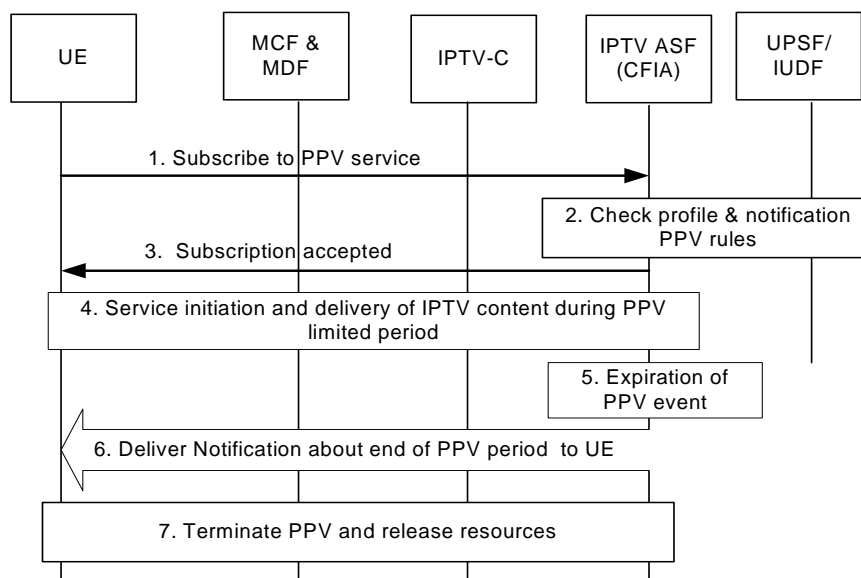 UE
MCF &
MDF
IPTV-C
IPTV ASF
(CFIA)
UPSF/
IUDF
1. Subscribe to PPV service
2. Check profile & notification
PPV rules
3. Subscription accepted
4. Service initiation and delivery of IPTV content during PPV
limited period
5. Expiration of
PPV event
6. Deliver Notification about end of PPV period to UE
7. Terminate PPV and release resources